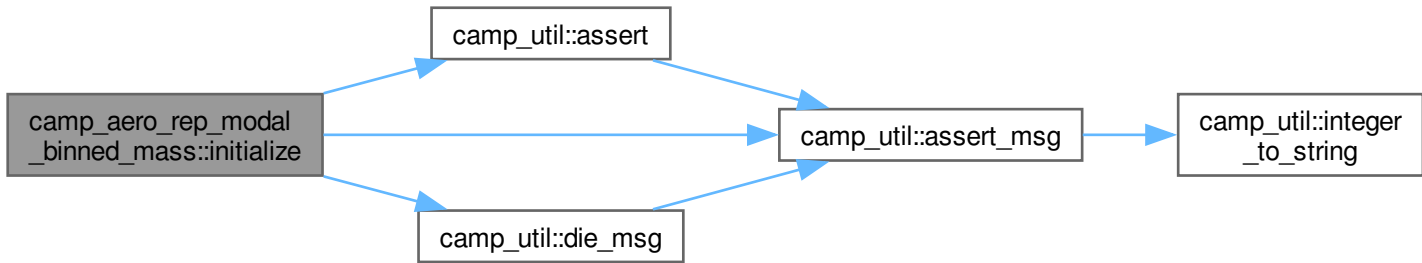 camp_aero_rep_modal
_binned_mass::initialize
camp_util::assert
camp_util::die_msg
camp_util::assert_msg
camp_util::integer
_to_string